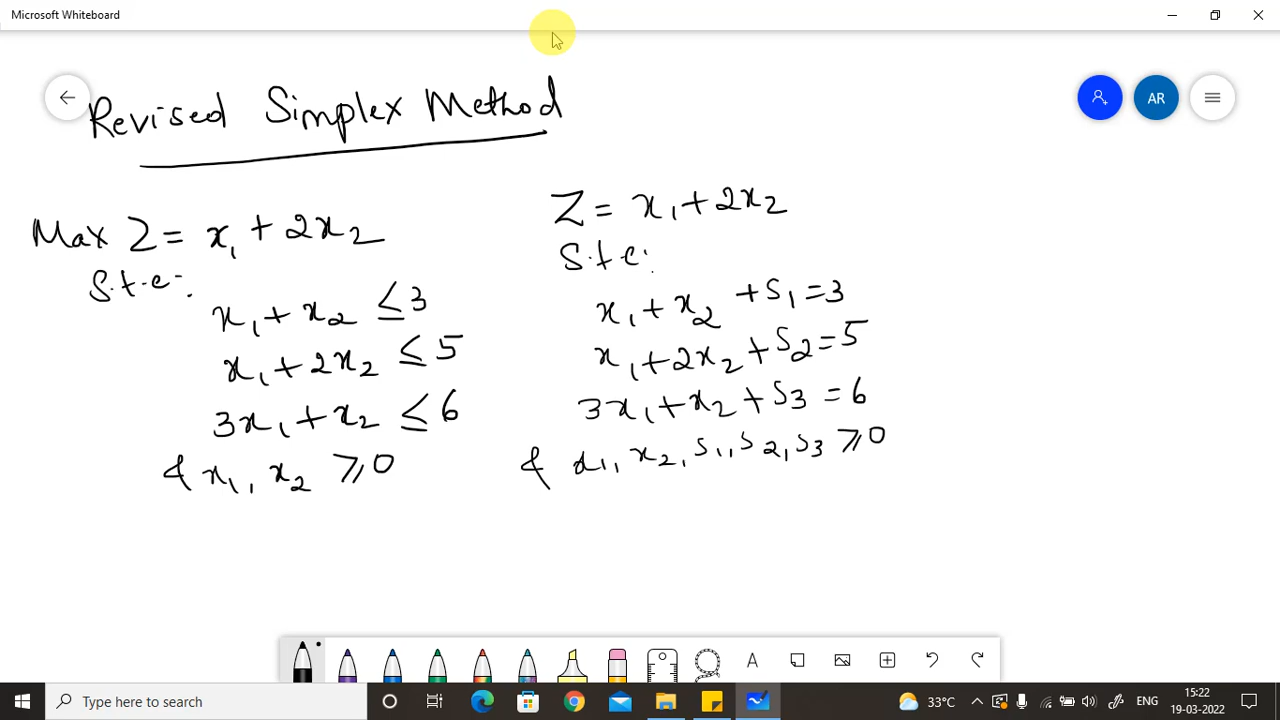 Microsoft Whiteboard
Revised Simplex Method
AR
Max Z = x₁ + 2x₂
S.t.c:.
x₁ + x₂ ≤ 3
x₁ + 2x₂ ≤ 5
3x₁ + x₂ ≤ 6
& x₁, x₂ ≥ 0
Z = x₁ + 2x₂
S.t.c:
x₁ + x₂ + S₁ = 3
x₁ + 2x₂ + S₂ = 5
3x₁ + x₂ + S₃ = 6
& x₁, x₂, S₁, S₂, S₃ ≥ 0
A
Type here to search
33°C
ENG
15:22
19-03-2022